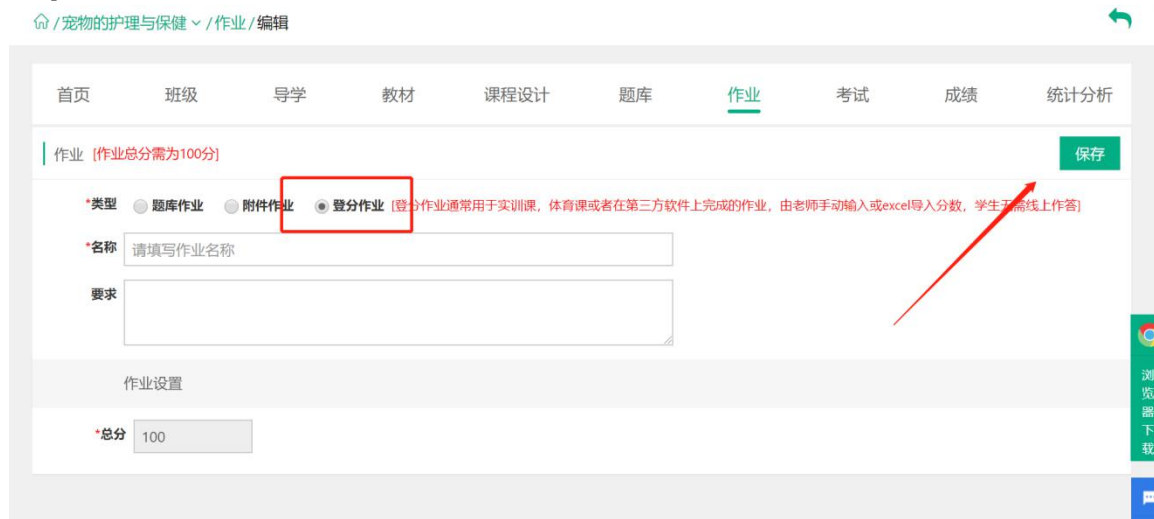 / 宠物的护理与保健 / 作业 / 编辑
首页 班级 导学 教材 课程设计 题库 作业 考试 成绩 统计分析
作业 [作业总分需为100分] 保存
*类型 题库作业 附件作业 登分作业 [登分作业通常用于实训课，体育课或者在第三方软件上完成的作业，由老师手动输入或excel导入分数，学生无需线上作答]
*名称 请填写作业名称
要求
作业设置
*总分 100
浏览器下载